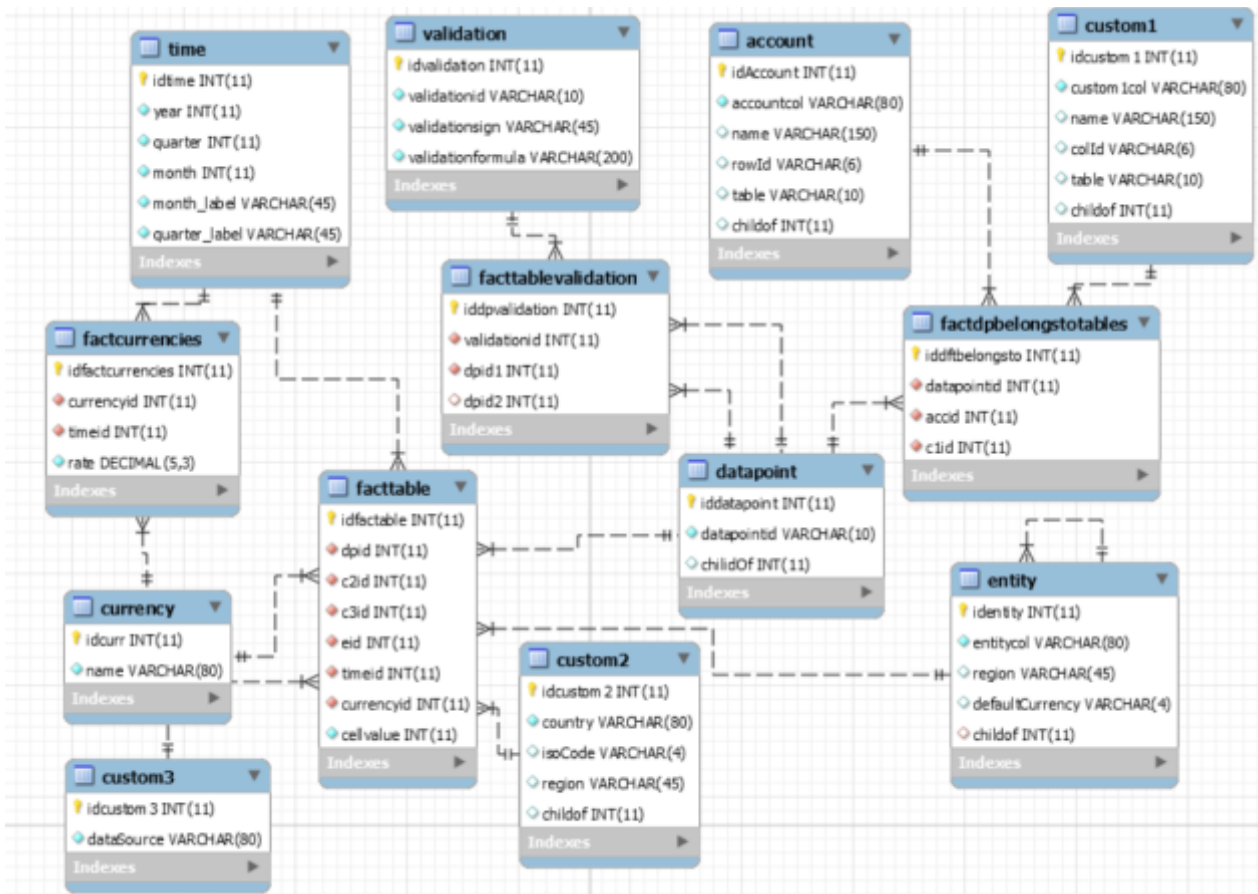 time
idtime INT(11)
year INT(11)
quarter INT(11)
month INT(11)
month_label VARCHAR(45)
quarter_label VARCHAR(45)
Indexes
validation
idvalidation INT(11)
validationid VARCHAR(10)
validationsign VARCHAR(45)
validationformula VARCHAR(200)
Indexes
account
idAccount INT(11)
accountcol VARCHAR(80)
name VARCHAR(150)
rowId VARCHAR(6)
table VARCHAR(10)
childof INT(11)
Indexes
custom1
idcustom1 INT(11)
custom1col VARCHAR(80)
name VARCHAR(150)
colId VARCHAR(6)
table VARCHAR(10)
childof INT(11)
Indexes
factcurrencies
idfactcurrencies INT(11)
currencyid INT(11)
timeid INT(11)
rate DECIMAL(5,3)
Indexes
facttablevalidation
iddpvalidation INT(11)
validationid INT(11)
dpid1 INT(11)
dpid2 INT(11)
Indexes
factdpbelongstotables
iddftbelongsto INT(11)
datapointid INT(11)
accid INT(11)
c1id INT(11)
Indexes
facttable
idfactable INT(11)
dpid INT(11)
c2id INT(11)
c3id INT(11)
eid INT(11)
timeid INT(11)
currencyid INT(11)
cellvalue INT(11)
Indexes
datapoint
iddatapoint INT(11)
datapointid VARCHAR(10)
chilidOf INT(11)
Indexes
currency
idcurr INT(11)
name VARCHAR(80)
Indexes
custom2
idcustom2 INT(11)
country VARCHAR(80)
isoCode VARCHAR(4)
region VARCHAR(45)
childof INT(11)
Indexes
entity
identity INT(11)
entitycol VARCHAR(80)
region VARCHAR(45)
defaultCurrency VARCHAR(4)
childof INT(11)
Indexes
custom3
idcustom3 INT(11)
dataSource VARCHAR(80)
Indexes